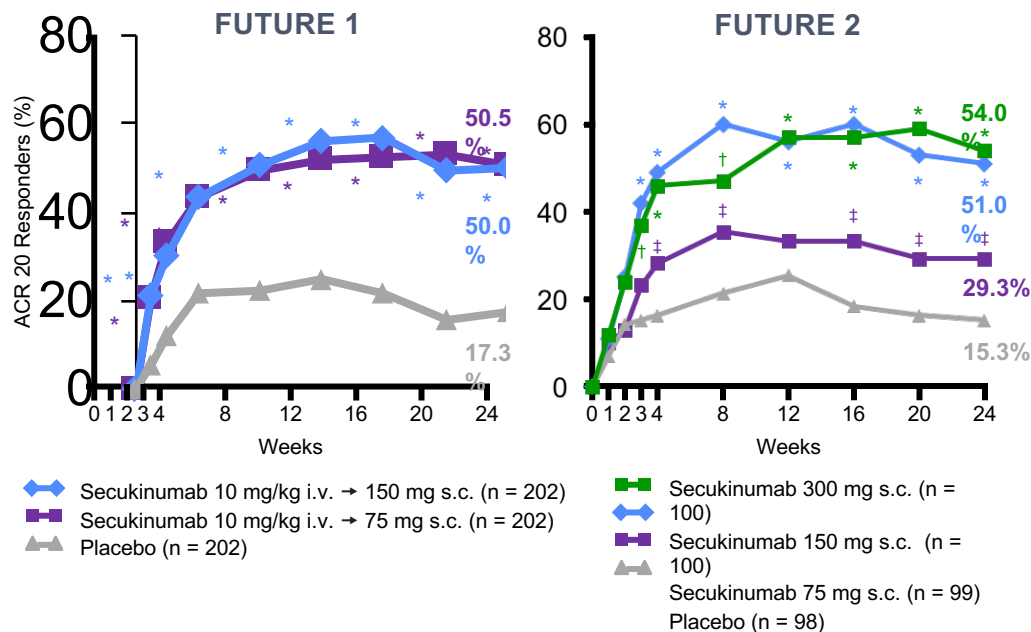 FUTURE 1
FUTURE 2
ACR 20 Responders (%)
80
60
40
20
0
0 1 2 3 4 8 12 16 20 24
Weeks
* * * * * * * * * * * * * * *
50.5
%
50.0
%
17.3
%
80
60
40
20
0
0 1 2 3 4 8 12 16 20 24
Weeks
* * * * * * * * * * * * *
† †
‡ ‡ ‡ ‡ ‡
54.0
%
51.0
%
29.3%
15.3%
Secukinumab 10 mg/kg i.v. → 150 mg s.c. (n = 202)
Secukinumab 10 mg/kg i.v. → 75 mg s.c. (n = 202)
Placebo (n = 202)
Secukinumab 300 mg s.c. (n =
100)
Secukinumab 150 mg s.c. (n =
100)
Secukinumab 75 mg s.c. (n = 99)
Placebo (n = 98)